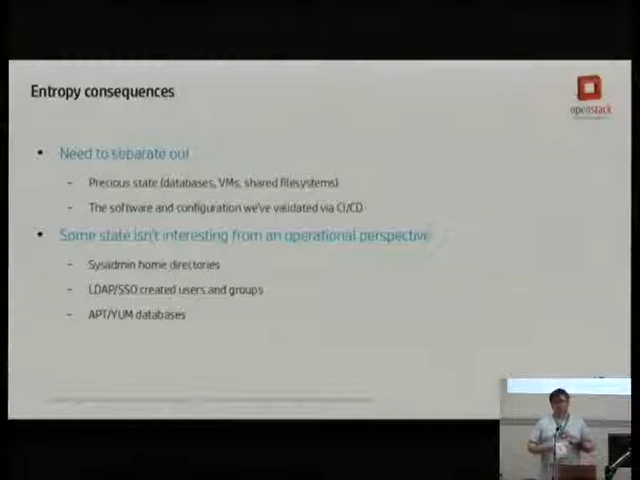 Entropy consequences
openstack
• Need to separate out
- Precious state (databases, VMs, shared filesystems)
- The software and configuration we've validated via CI/CD
• Some state isn't interesting from an operational perspective
- Sysadmin home directories
- LDAP/SSO created users and groups
- APT/YUM databases